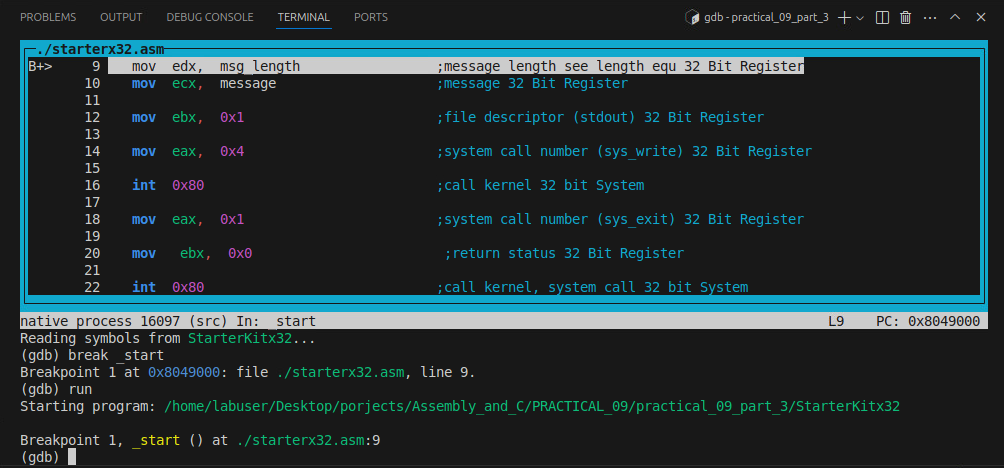 PROBLEMS OUTPUT DEBUG CONSOLE TERMINAL PORTS gdb - practical_09_part_3
./starterx32.asm
B+> 9 mov edx, msg_length ;message length see length equ 32 Bit Register
10 mov ecx, message ;message 32 Bit Register
11
12 mov ebx, 0x1 ;file descriptor (stdout) 32 Bit Register
13
14 mov eax, 0x4 ;system call number (sys_write) 32 Bit Register
15
16 int 0x80 ;call kernel 32 bit System
17
18 mov eax, 0x1 ;system call number (sys_exit) 32 Bit Register
19
20 mov ebx, 0x0 ;return status 32 Bit Register
21
22 int 0x80 ;call kernel, system call 32 bit System
native process 16097 (src) In: _start L9 PC: 0x8049000
Reading symbols from StarterKitx32...
(gdb) break _start
Breakpoint 1 at 0x8049000: file ./starterx32.asm, line 9.
(gdb) run
Starting program: /home/labuser/Desktop/porjects/Assembly_and_C/PRACTICAL_09/practical_09_part_3/StarterKitx32
Breakpoint 1, _start () at ./starterx32.asm:9
(gdb)